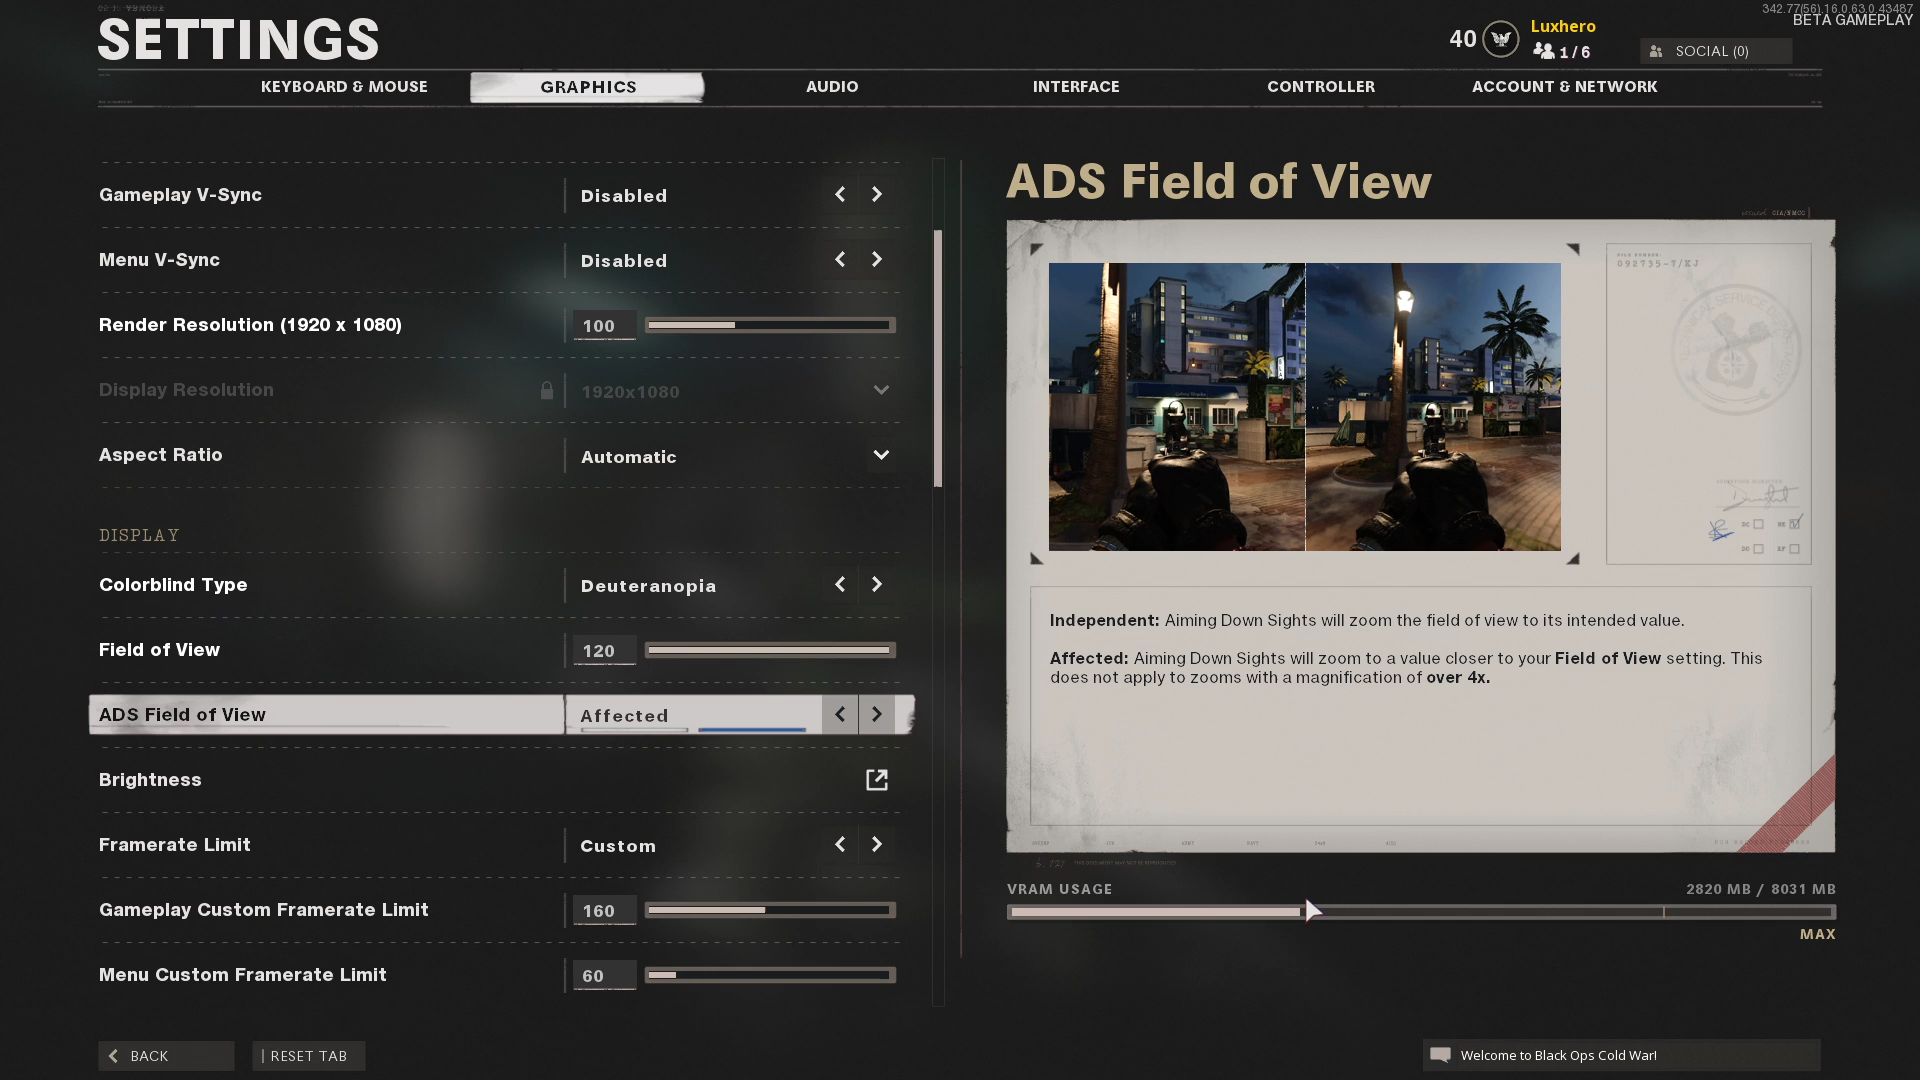 SETTINGS
342.77(56).16.0.63.0.43487
BETA GAMEPLAY
40
Luxhero
1 / 6
SOCIAL (0)
KEYBOARD & MOUSE
GRAPHICS
AUDIO
INTERFACE
CONTROLLER
ACCOUNT & NETWORK
Gameplay V-Sync
Disabled
Menu V-Sync
Disabled
Render Resolution (1920 x 1080)
100
Display Resolution
1920x1080
Aspect Ratio
Automatic
DISPLAY
Colorblind Type
Deuteranopia
Field of View
120
ADS Field of View
Affected
Brightness
Framerate Limit
Custom
Gameplay Custom Framerate Limit
160
Menu Custom Framerate Limit
60
ADS Field of View
092735-7/KJ
Independent: Aiming Down Sights will zoom the field of view to its intended value.
Affected: Aiming Down Sights will zoom to a value closer to your Field of View setting. This
does not apply to zooms with a magnification of over 4x.
VRAM USAGE
2820 MB / 8031 MB
MAX
BACK
RESET TAB
Welcome to Black Ops Cold War!